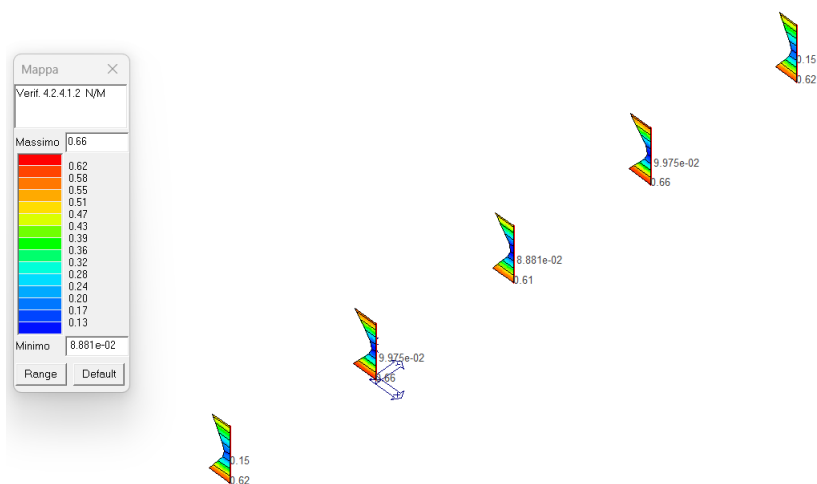 Mappa
Verif. 4.2.4.1.2 N/M
Massimo 0.66
0.62
0.58
0.55
0.51
0.47
0.43
0.39
0.36
0.32
0.28
0.24
0.20
0.17
0.13
Minimo 8.881e-02
Range Default
0.15
0.62
9.975e-02
0.66
8.881e-02
0.61
9.975e-02
0.66
0.15
0.62